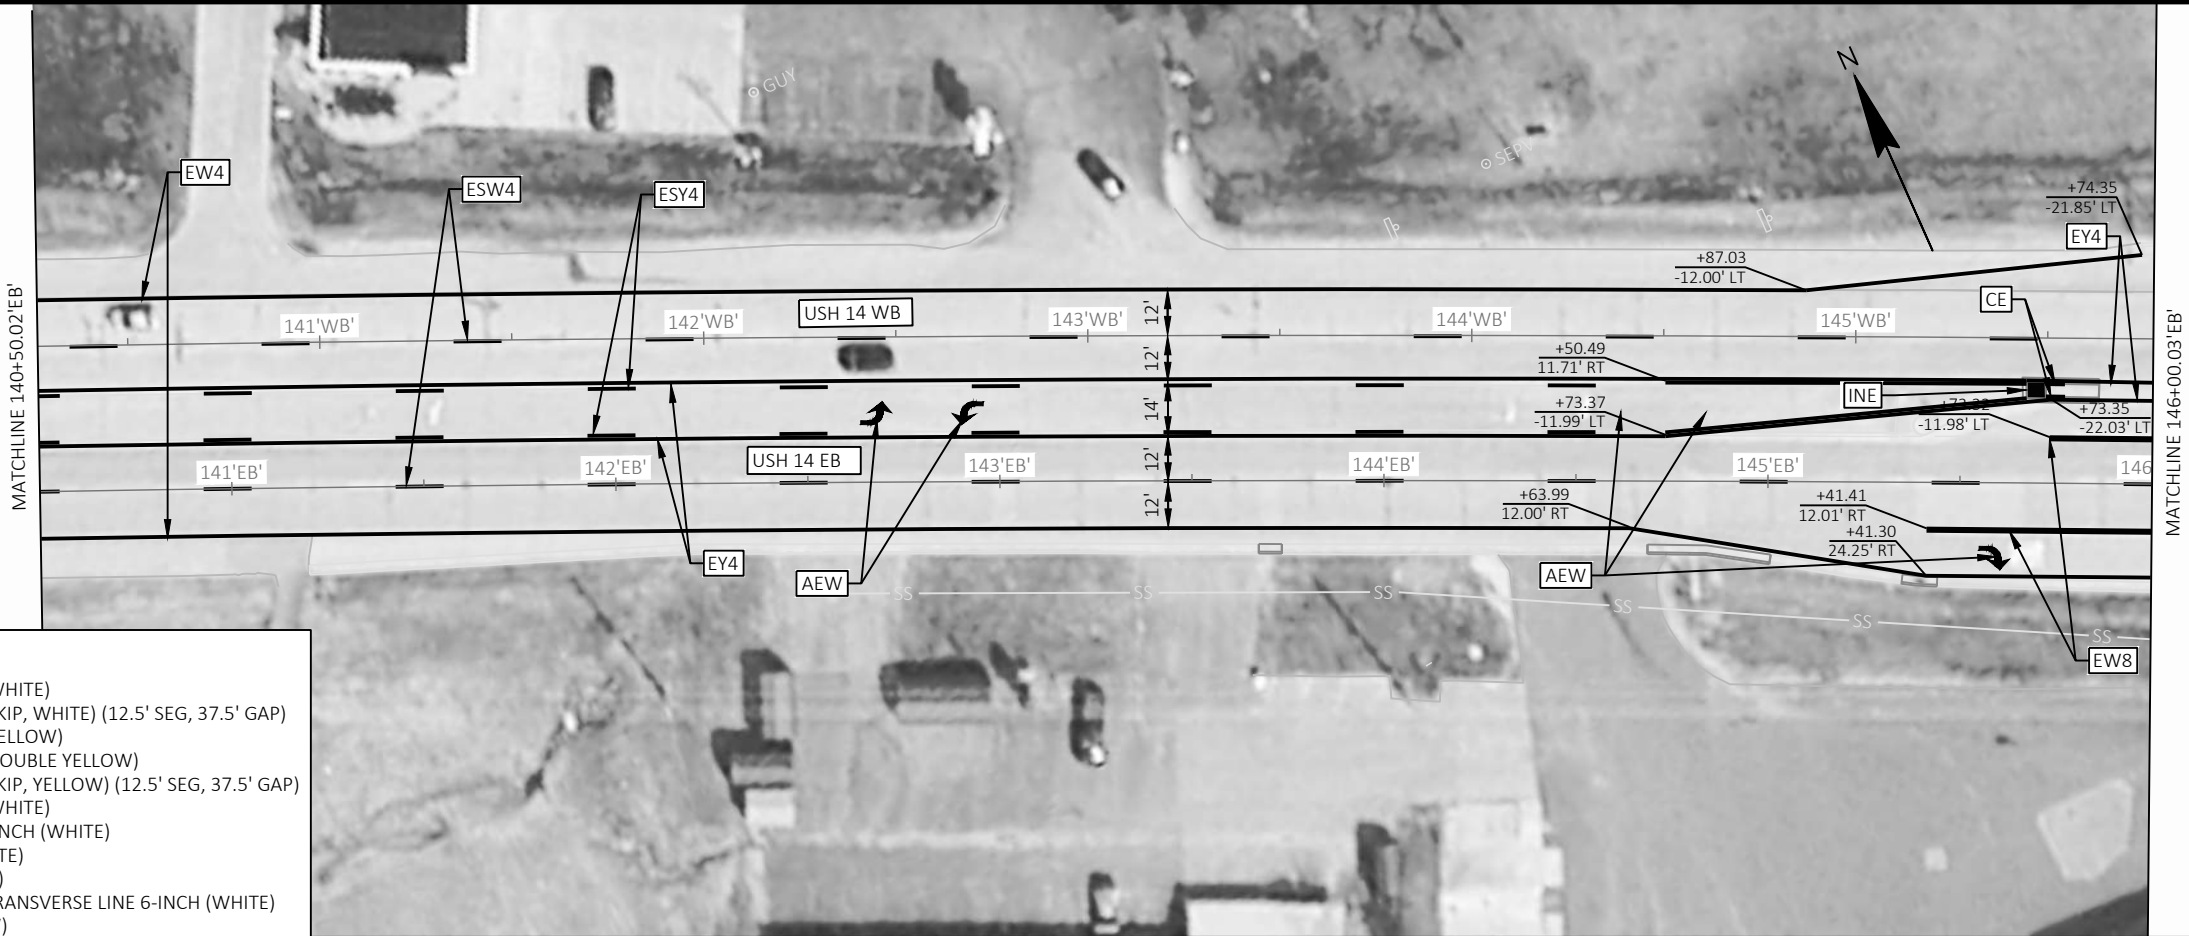 N
GUY
SEPV
EW4
ESW4
ESY4
+74.35
-21.85' LT
EY4
+87.03
-12.00' LT
CE
141'WB'
142'WB'
USH 14 WB
143'WB'
12'
144'WB'
145'WB'
12'
+50.49
11.71' RT
INE
14'
+73.37
-11.99' LT
-11.98' LT
+73.35
-22.03' LT
MATCHLINE 140+50.02'EB'
MATCHLINE 146+00.03'EB'
141'EB'
142'EB'
USH 14 EB
143'EB'
12'
144'EB'
145'EB'
146
12'
+63.99
12.00' RT
+41.41
12.01' RT
+41.30
24.25' RT
EY4
AEW
AEW
SS
SS
SS
SS
SS
SS
EW8
WHITE)
KIP, WHITE) (12.5' SEG, 37.5' GAP)
ELLOW)
OUBLE YELLOW)
KIP, YELLOW) (12.5' SEG, 37.5' GAP)
WHITE)
NCH (WHITE)
TE)
)
RANSVERSE LINE 6-INCH (WHITE)